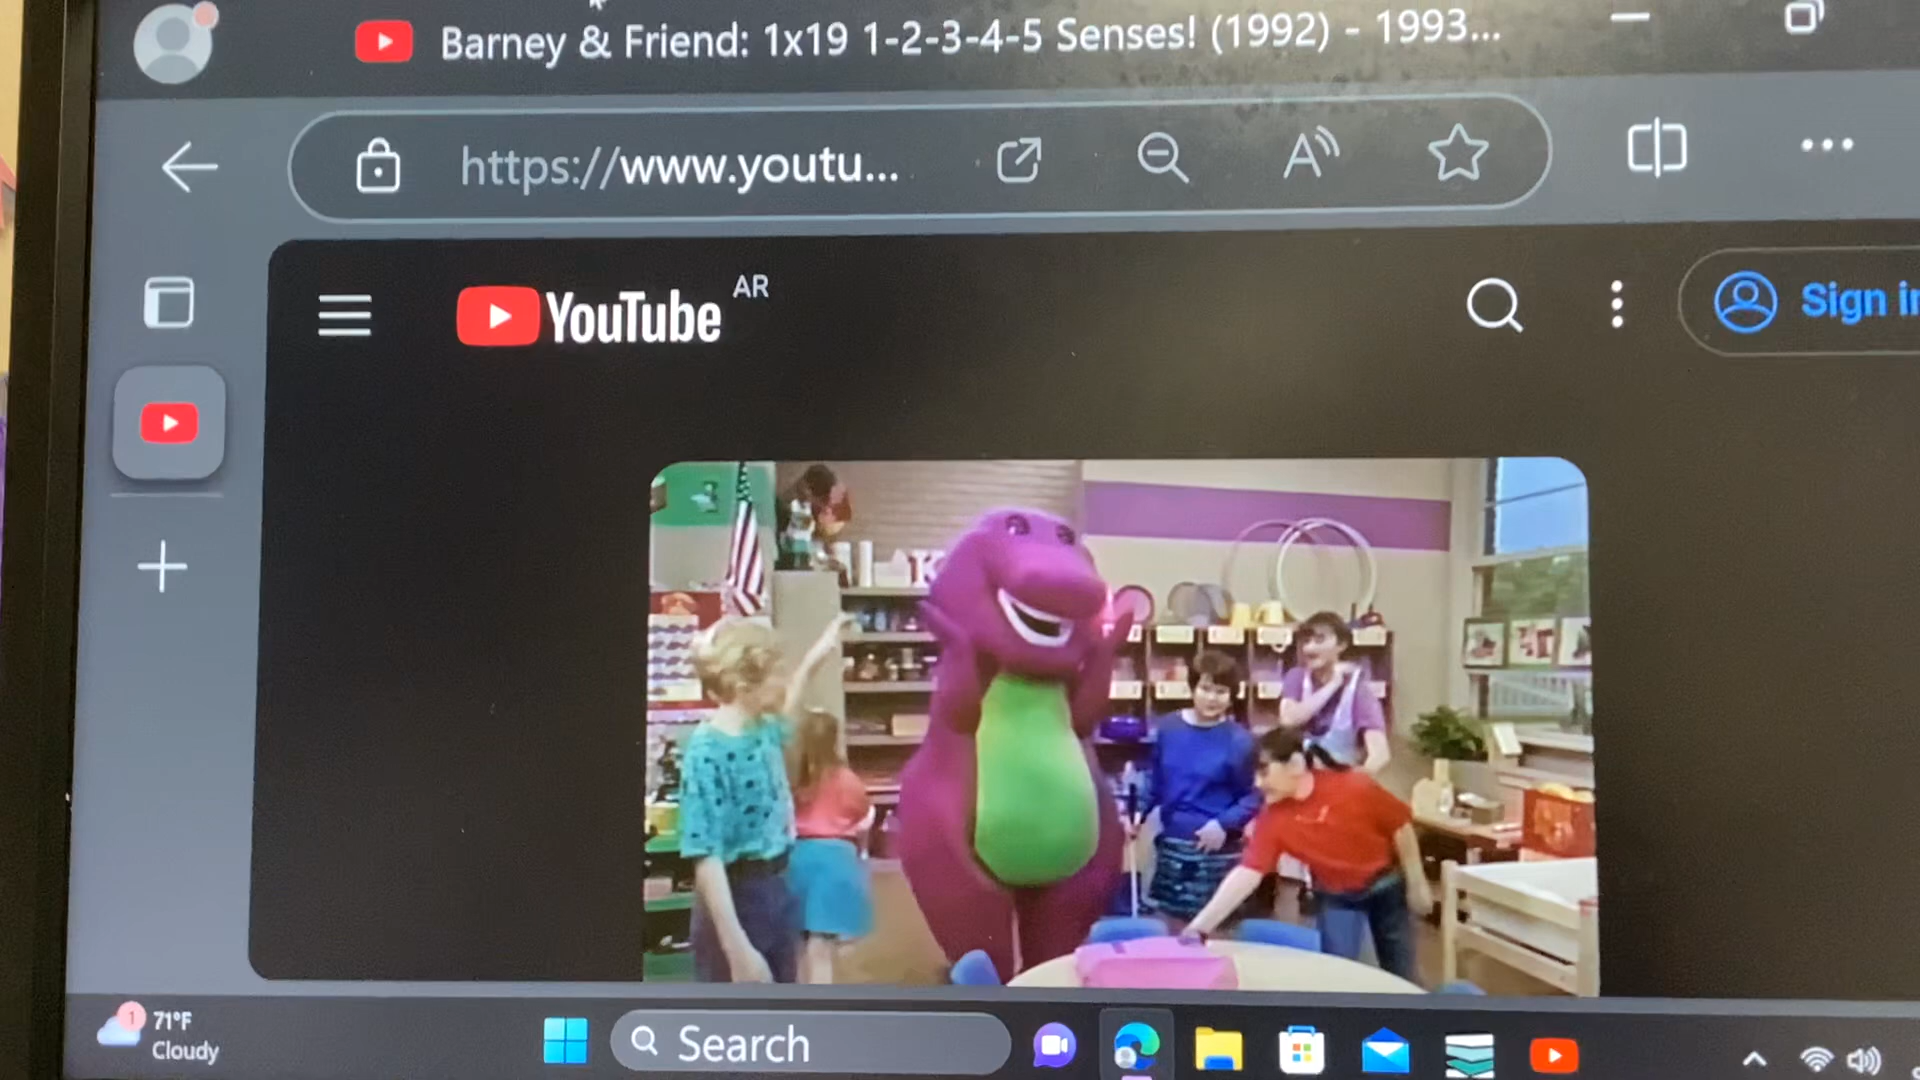 Barney & Friend: 1x19 1-2-3-4-5 Senses! (1992) - 1993...
https://www.youtu...
A
YouTube AR
Sign in
1
71°F
Cloudy
Search